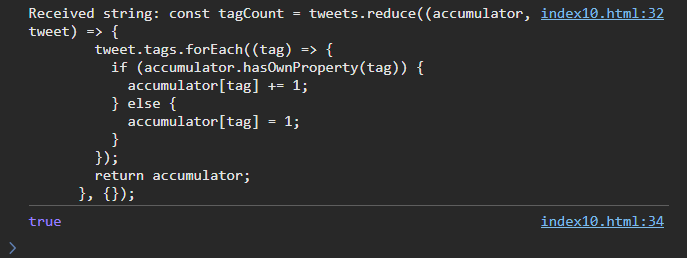 Received string: const tagCount = tweets.reduce((accumulator, index10.html:32
tweet) => {
        tweet.tags.forEach((tag) => {
          if (accumulator.hasOwnProperty(tag)) {
            accumulator[tag] += 1;
          } else {
            accumulator[tag] = 1;
          }
        });
        return accumulator;
      }, {});
true index10.html:34
>